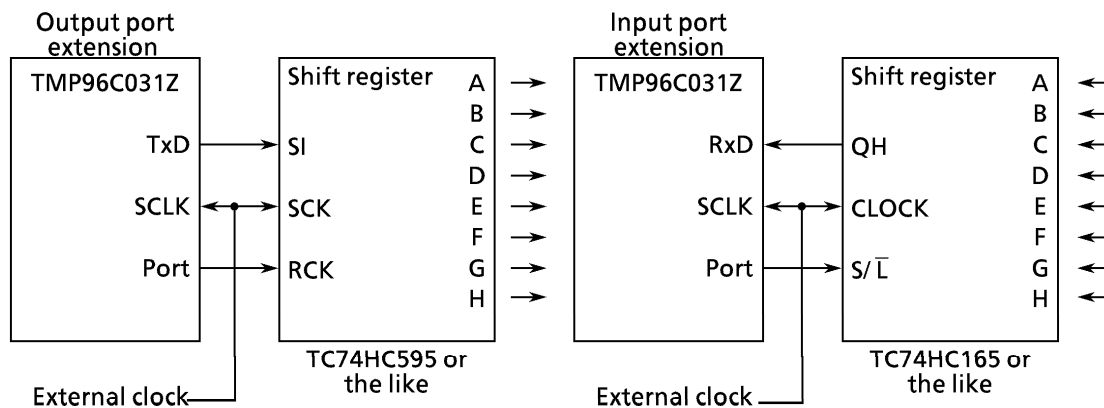 Output port
extension
TMP96C031Z
TxD
SCLK
Port
External clock
Shift register
SI
SCK
RCK
A
B
C
D
E
F
G
H
TC74HC595 or
the like
Input port
extension
TMP96C031Z
RxD
SCLK
Port
External clock
Shift register
QH
CLOCK
S/L̅
A
B
C
D
E
F
G
H
TC74HC165 or
the like